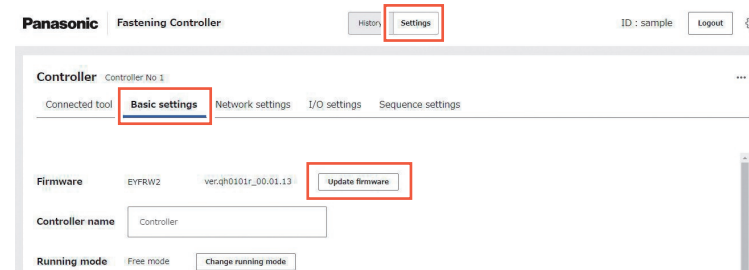 Panasonic Fastening Controller History Settings ID : sample Logout
Controller Controller No 1 ...
Connected tool Basic settings Network settings I/O settings Sequence settings
Firmware EYFRW2 ver.qh0101r_00.01.13 Update firmware
Controller name Controller
Running mode Free mode Change running mode